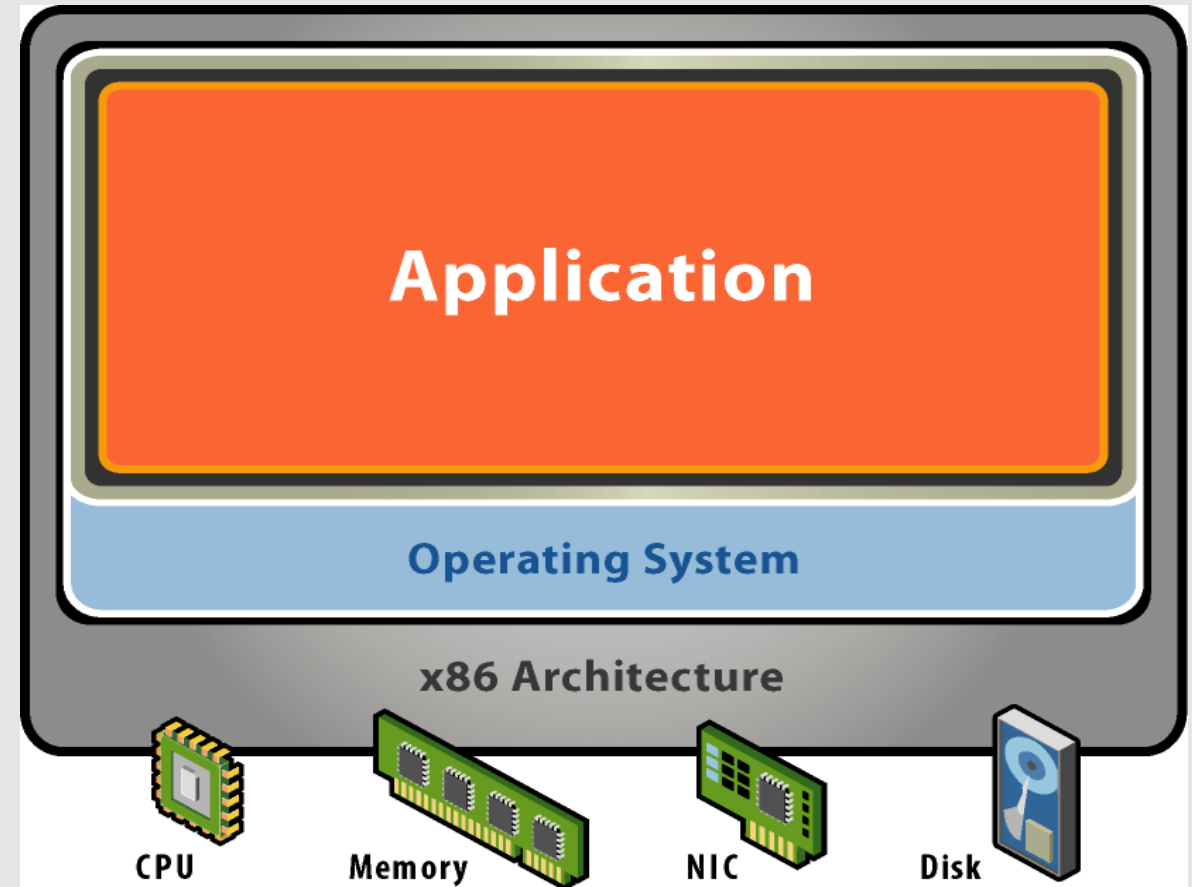 Application
Operating System
x86 Architecture
CPU
Memory
NIC
Disk